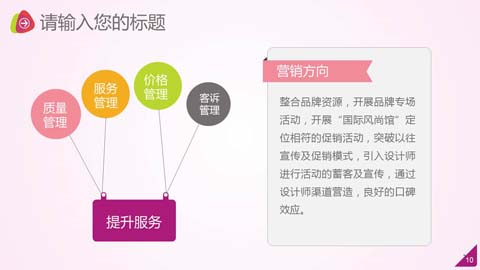 请输入您的标题
质量
管理
服务
管理
价格
管理
客诉
管理
提升服务
营销方向
整合品牌资源，开展品牌专场
活动，开展“国际风尚馆”定
位相符的促销活动，突破以往
宣传及促销模式，引入设计师
进行活动的蓄客及宣传，通过
设计师渠道营造，良好的口碑
效应。
10